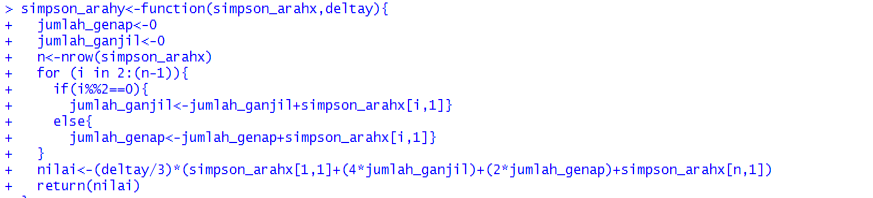 > simpson_arahy<-function(simpson_arahx,deltay){
+   jumlah_genap<-0
+   jumlah_ganjil<-0
+   n<-nrow(simpson_arahx)
+   for (i in 2:(n-1)){
+     if(i%%2==0){
+       jumlah_ganjil<-jumlah_ganjil+simpson_arahx[i,1]}
+     else{
+       jumlah_genap<-jumlah_genap+simpson_arahx[i,1]}
+   }
+   nilai<-(deltay/3)*(simpson_arahx[1,1]+(4*jumlah_ganjil)+(2*jumlah_genap)+simpson_arahx[n,1])
+   return(nilai)